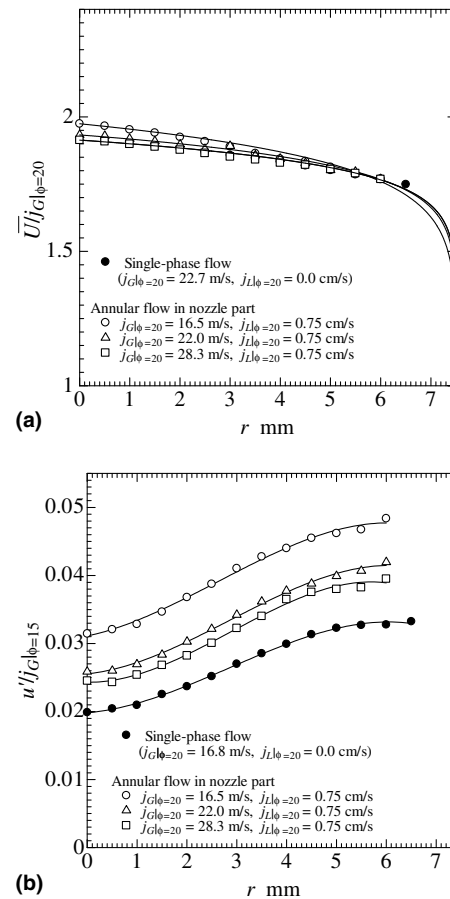 2
1.5
1
U̅/j_G|ϕ=20
● Single-phase flow
(j_G|ϕ=20 = 22.7 m/s, j_L|ϕ=20 = 0.0 cm/s)
Annular flow in nozzle part
○ j_G|ϕ=20 = 16.5 m/s, j_L|ϕ=20 = 0.75 cm/s
△ j_G|ϕ=20 = 22.0 m/s, j_L|ϕ=20 = 0.75 cm/s
□ j_G|ϕ=20 = 28.3 m/s, j_L|ϕ=20 = 0.75 cm/s
0 1 2 3 4 5 6 7
(a)
r mm
0.05
0.04
0.03
0.02
0.01
0
u'/j_G|ϕ=15
● Single-phase flow
(j_G|ϕ=20 = 16.8 m/s, j_L|ϕ=20 = 0.0 cm/s)
Annular flow in nozzle part
○ j_G|ϕ=20 = 16.5 m/s, j_L|ϕ=20 = 0.75 cm/s
△ j_G|ϕ=20 = 22.0 m/s, j_L|ϕ=20 = 0.75 cm/s
□ j_G|ϕ=20 = 28.3 m/s, j_L|ϕ=20 = 0.75 cm/s
0 1 2 3 4 5 6 7
(b)
r mm